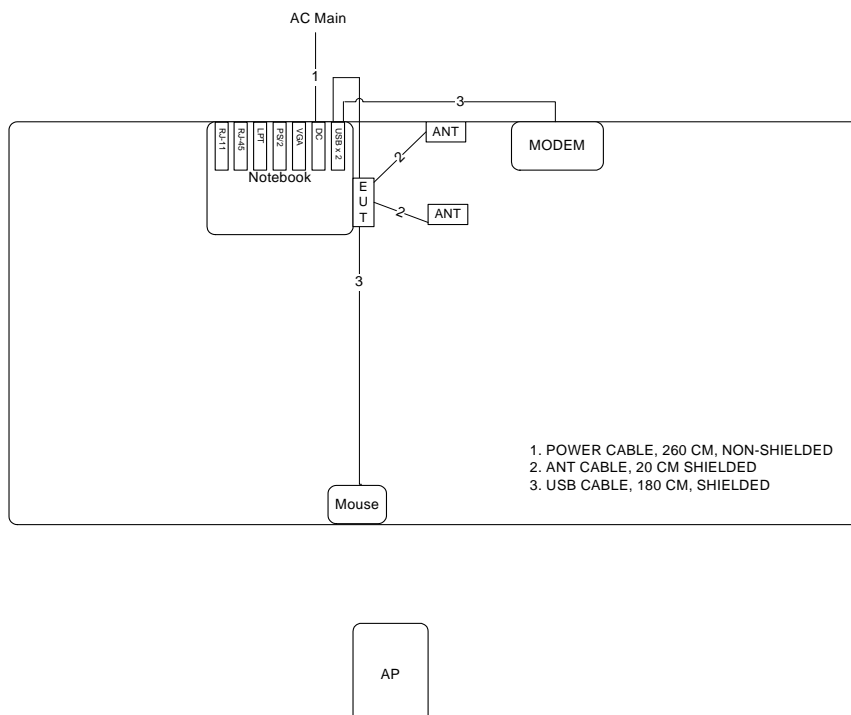 AC Main
1
3
RJ-11
RJ-45
LPT
PS/2
VGA
DC
USB x 2
ANT
MODEM
2
Notebook
E
U
T
2
ANT
3
1. POWER CABLE, 260 CM, NON-SHIELDED
2. ANT CABLE, 20 CM SHIELDED
3. USB CABLE, 180 CM, SHIELDED
Mouse
AP